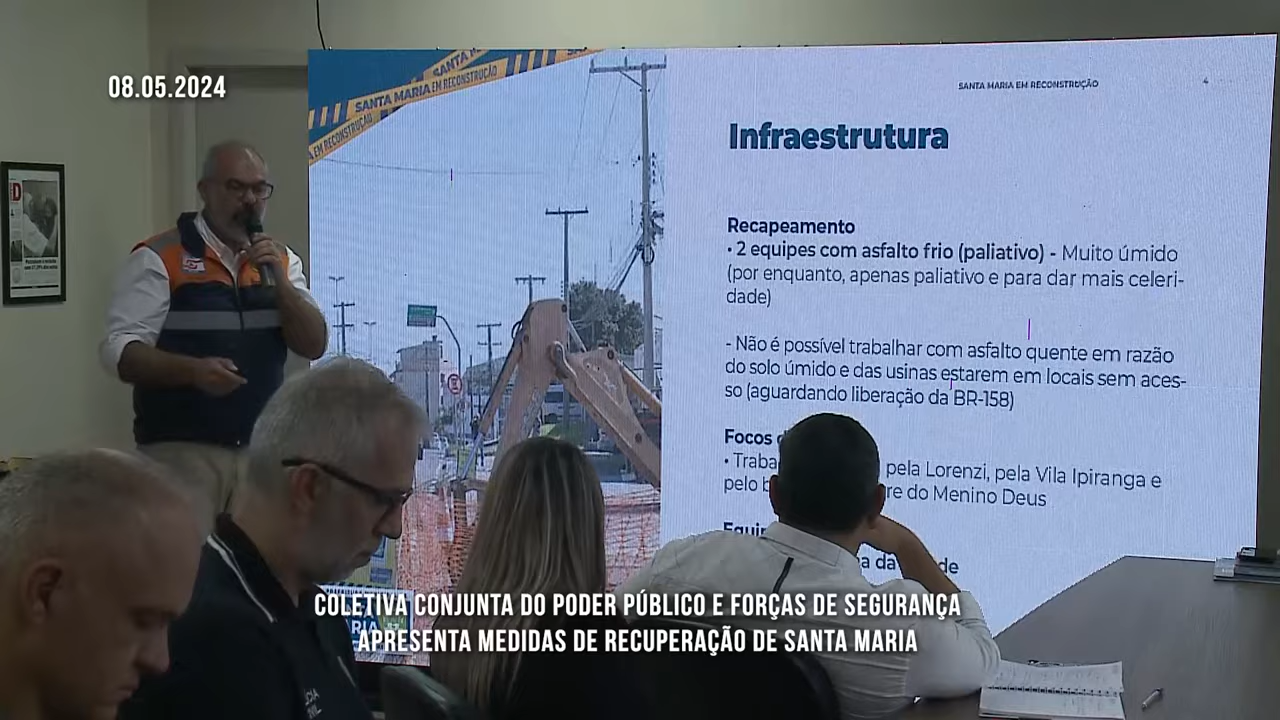 08.05.2024
SANTA MARIA EM RECONSTRUÇÃO
SANTA MARIA EM RECONSTRUÇÃO
4
Infraestrutura
Recapeamento
• 2 equipes com asfalto frio (paliativo) - Muito úmido
(por enquanto, apenas paliativo e para dar mais celeri-
dade)
- Não é possível trabalhar com asfalto quente em razão
do solo úmido e das usinas estarem em locais sem aces-
so (aguardando liberação da BR-158)
Focos
• pela Lorenzi, pela Vila Ipiranga e
pelo do Menino Deus
COLETIVA CONJUNTA DO PODER PÚBLICO E FORÇAS DE SEGURANÇA
APRESENTA MEDIDAS DE RECUPERAÇÃO DE SANTA MARIA